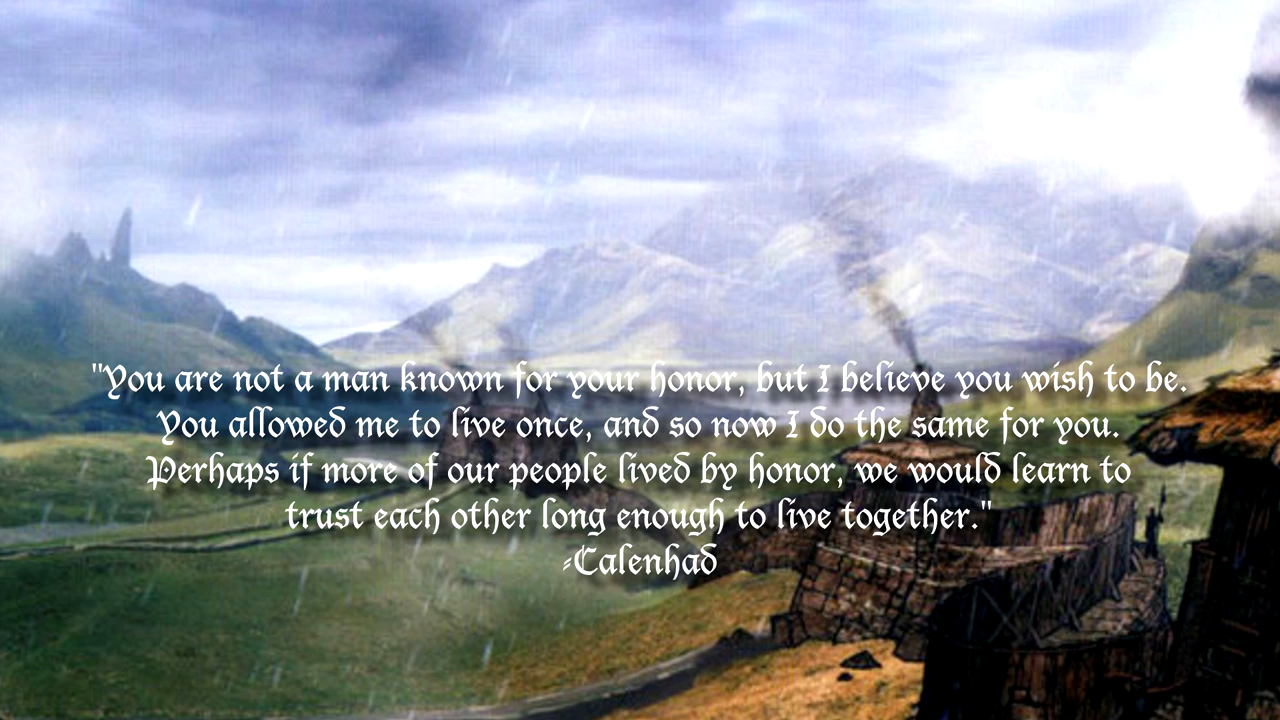 "You are not a man known for your honor, but I believe you wish to be.
You allowed me to live once, and so now I do the same for you.
Perhaps if more of our people lived by honor, we would learn to
trust each other long enough to live together."
-Calenhad